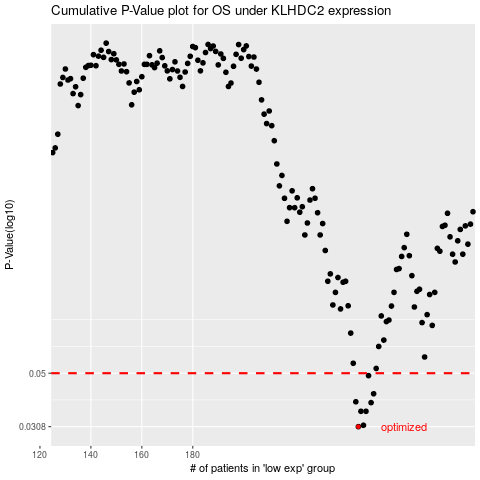 Cumulative P-Value plot for OS under KLHDC2 expression
P-Value(log10)
0.05
0.0308
optimized
120 140 160 180
# of patients in 'low exp' group